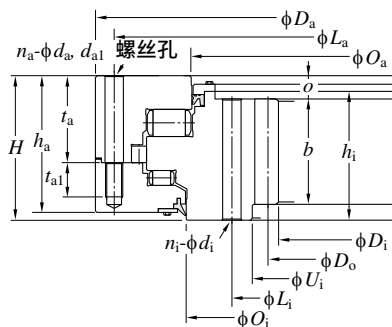 ϕDₐ
ϕLₐ
nₐ-ϕdₐ, dₐ₁ 螺丝孔
ϕOₐ
o
tₐ
H
hₐ
b
hᵢ
tₐ₁
nᵢ-ϕdᵢ
ϕDᵢ
ϕDₒ
ϕUᵢ
ϕLᵢ
ϕOᵢ